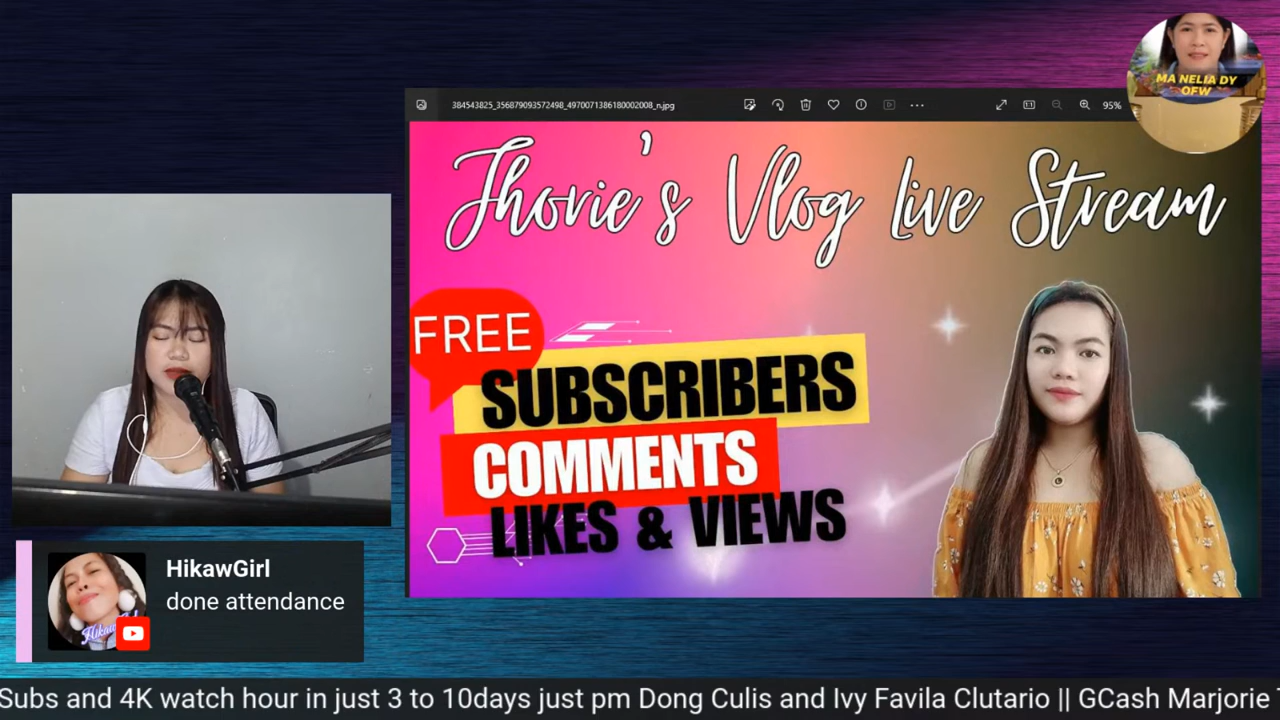 MA NELIA DY
OFW
384543825_356879093572498_4970071386180002008_n.jpg
95%
Jhovie's Vlog Live Stream
FREE
SUBSCRIBERS
COMMENTS
LIKES & VIEWS
HikawGirl
done attendance
Subs and 4K watch hour in just 3 to 10days just pm Dong Culis and Ivy Favila Clutario || GCash Marjorie